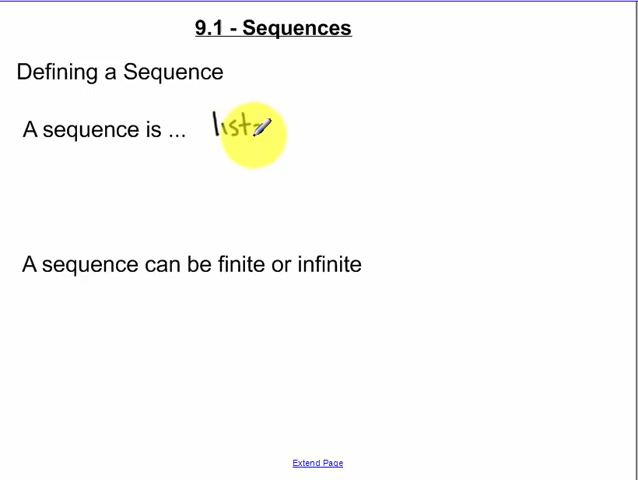 9.1 - Sequences
Defining a Sequence
A sequence is ... list
A sequence can be finite or infinite
Extend Page